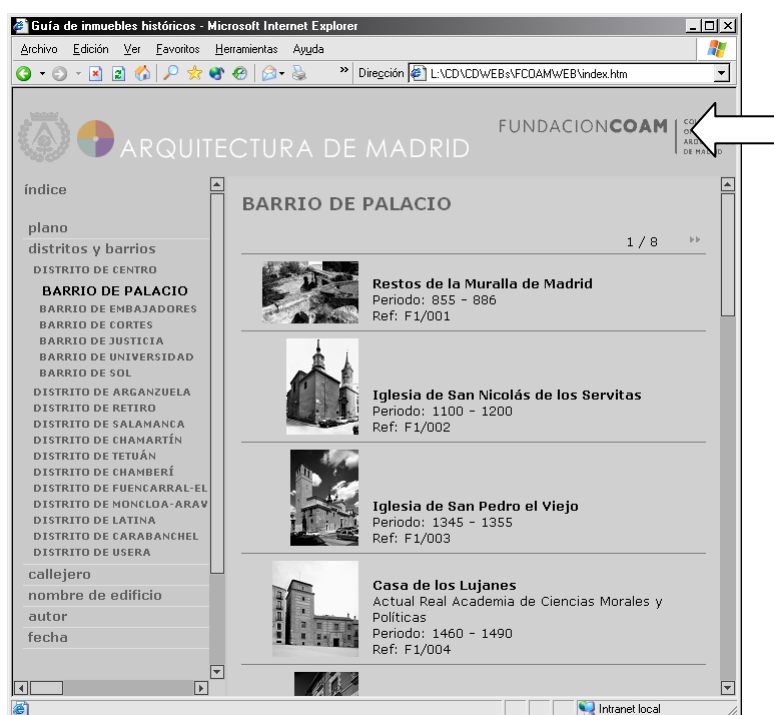 Guía de inmuebles históricos - Microsoft Internet Explorer
Archivo Edición Ver Favoritos Herramientas Ayuda
» Dirección L:\CD\CDWEBs\FCOAMWEB\index.htm
ARQUITECTURA DE MADRID
FUNDACIONCOAM
DE MADRID
índice
plano
distritos y barrios
DISTRITO DE CENTRO
BARRIO DE PALACIO
BARRIO DE EMBAJADORES
BARRIO DE CORTES
BARRIO DE JUSTICIA
BARRIO DE UNIVERSIDAD
BARRIO DE SOL
DISTRITO DE ARGANZUELA
DISTRITO DE RETIRO
DISTRITO DE SALAMANCA
DISTRITO DE CHAMARTÍN
DISTRITO DE TETUÁN
DISTRITO DE CHAMBERÍ
DISTRITO DE FUENCARRAL-EL
DISTRITO DE MONCLOA-ARAV
DISTRITO DE LATINA
DISTRITO DE CARABANCHEL
DISTRITO DE USERA
callejero
nombre de edificio
autor
fecha
BARRIO DE PALACIO
1 / 8
Restos de la Muralla de Madrid
Periodo: 855 - 886
Ref: F1/001
Iglesia de San Nicolás de los Servitas
Periodo: 1100 - 1200
Ref: F1/002
Iglesia de San Pedro el Viejo
Periodo: 1345 - 1355
Ref: F1/003
Casa de los Lujanes
Actual Real Academia de Ciencias Morales y
Políticas
Periodo: 1460 - 1490
Ref: F1/004
Intranet local